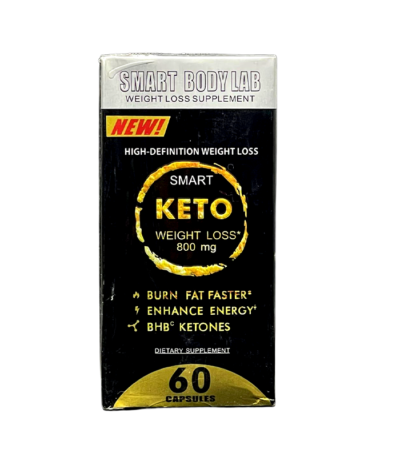 SMART BODY LAB
WEIGHT LOSS SUPPLEMENT
NEW!
HIGH-DEFINITION WEIGHT LOSS
SMART
KETO
WEIGHT LOSS*
800 mg
BURN FAT FASTER‡
ENHANCE ENERGY†
BHBᶜ KETONES
DIETARY SUPPLEMENT
60
CAPSULES